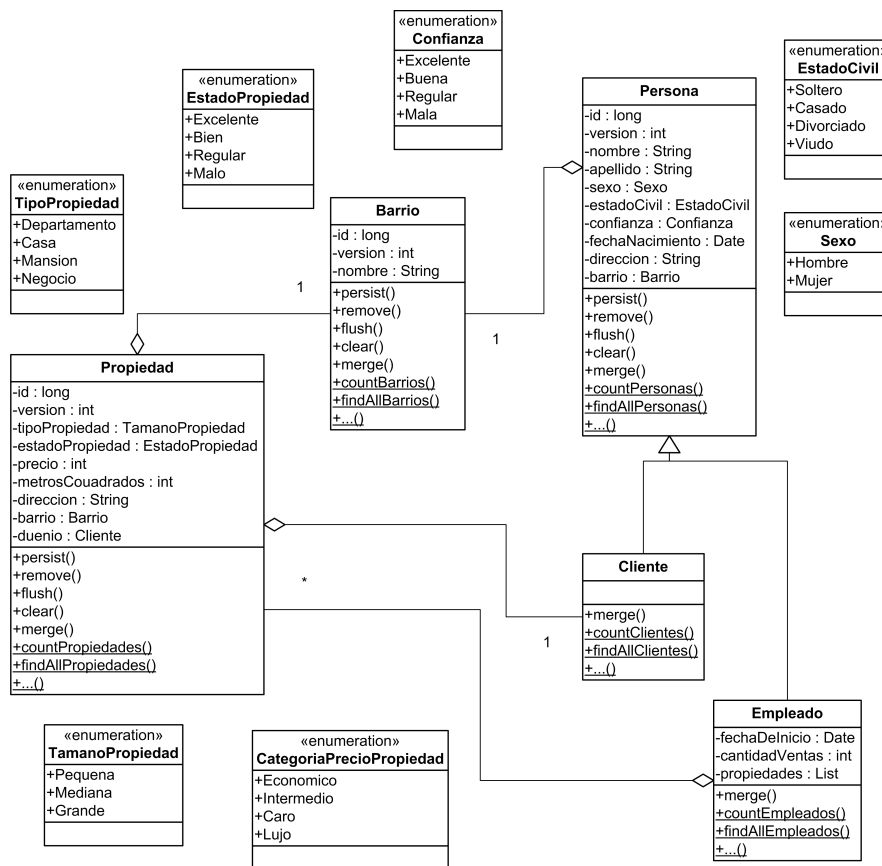 «enumeration»
Confianza
+Excelente
+Buena
+Regular
+Mala
«enumeration»
EstadoCivil
+Soltero
+Casado
+Divorciado
+Viudo
«enumeration»
EstadoPropiedad
+Excelente
+Bien
+Regular
+Malo
Persona
-id : long
-version : int
-nombre : String
-apellido : String
-sexo : Sexo
-estadoCivil : EstadoCivil
-confianza : Confianza
-fechaNacimiento : Date
-direccion : String
-barrio : Barrio
+persist()
+remove()
+flush()
+clear()
+merge()
+countPersonas()
+findAllPersonas()
+...()
«enumeration»
TipoPropiedad
+Departamento
+Casa
+Mansion
+Negocio
Barrio
-id : long
-version : int
-nombre : String
+persist()
+remove()
+flush()
+clear()
+merge()
+countBarrios()
+findAllBarrios()
+...()
«enumeration»
Sexo
+Hombre
+Mujer
1
1
Propiedad
-id : long
-version : int
-tipoPropiedad : TamanoPropiedad
-estadoPropiedad : EstadoPropiedad
-precio : int
-metrosCouadrados : int
-direccion : String
-barrio : Barrio
-duenio : Cliente
+persist()
+remove()
+flush()
+clear()
+merge()
+countPropiedades()
+findAllPropiedades()
+...()
*
1
Cliente
+merge()
+countClientes()
+findAllClientes()
+...()
Empleado
-fechaDeInicio : Date
-cantidadVentas : int
-propiedades : List
+merge()
+countEmpleados()
+findAllEmpleados()
+...()
«enumeration»
TamanoPropiedad
+Pequena
+Mediana
+Grande
«enumeration»
CategoriaPrecioPropiedad
+Economico
+Intermedio
+Caro
+Lujo